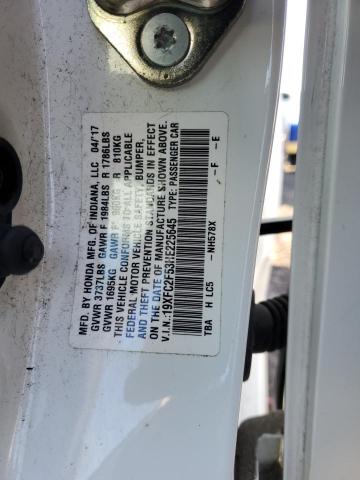 MFD. BY HONDA MFG. OF INDIANA, LLC 04/17
GVWR 3737LBS GAWR F 1984LBS R 1786LBS
GVWR 1695KG GAWR F 900KG R 810KG
THIS VEHICLE CONFORMS TO ALL APPLICABLE
FEDERAL MOTOR VEHICLE SAFETY, BUMPER,
AND THEFT PREVENTION STANDARDS IN EFFECT
ON THE DATE OF MANUFACTURE SHOWN ABOVE.
V.I.N.: TYPE: PASSENGER CAR
TBA H LC5 -NH578X -F -E